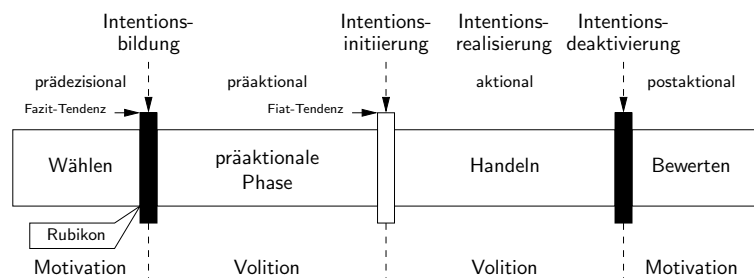 Intentions-
bildung
Intentions-
initiierung
Intentions-
realisierung
Intentions-
deaktivierung
prädezisional
präaktional
aktional
postaktional
Fazit-Tendenz
Fiat-Tendenz
Wählen
präaktionale
Phase
Handeln
Bewerten
Rubikon
Motivation
Volition
Volition
Motivation